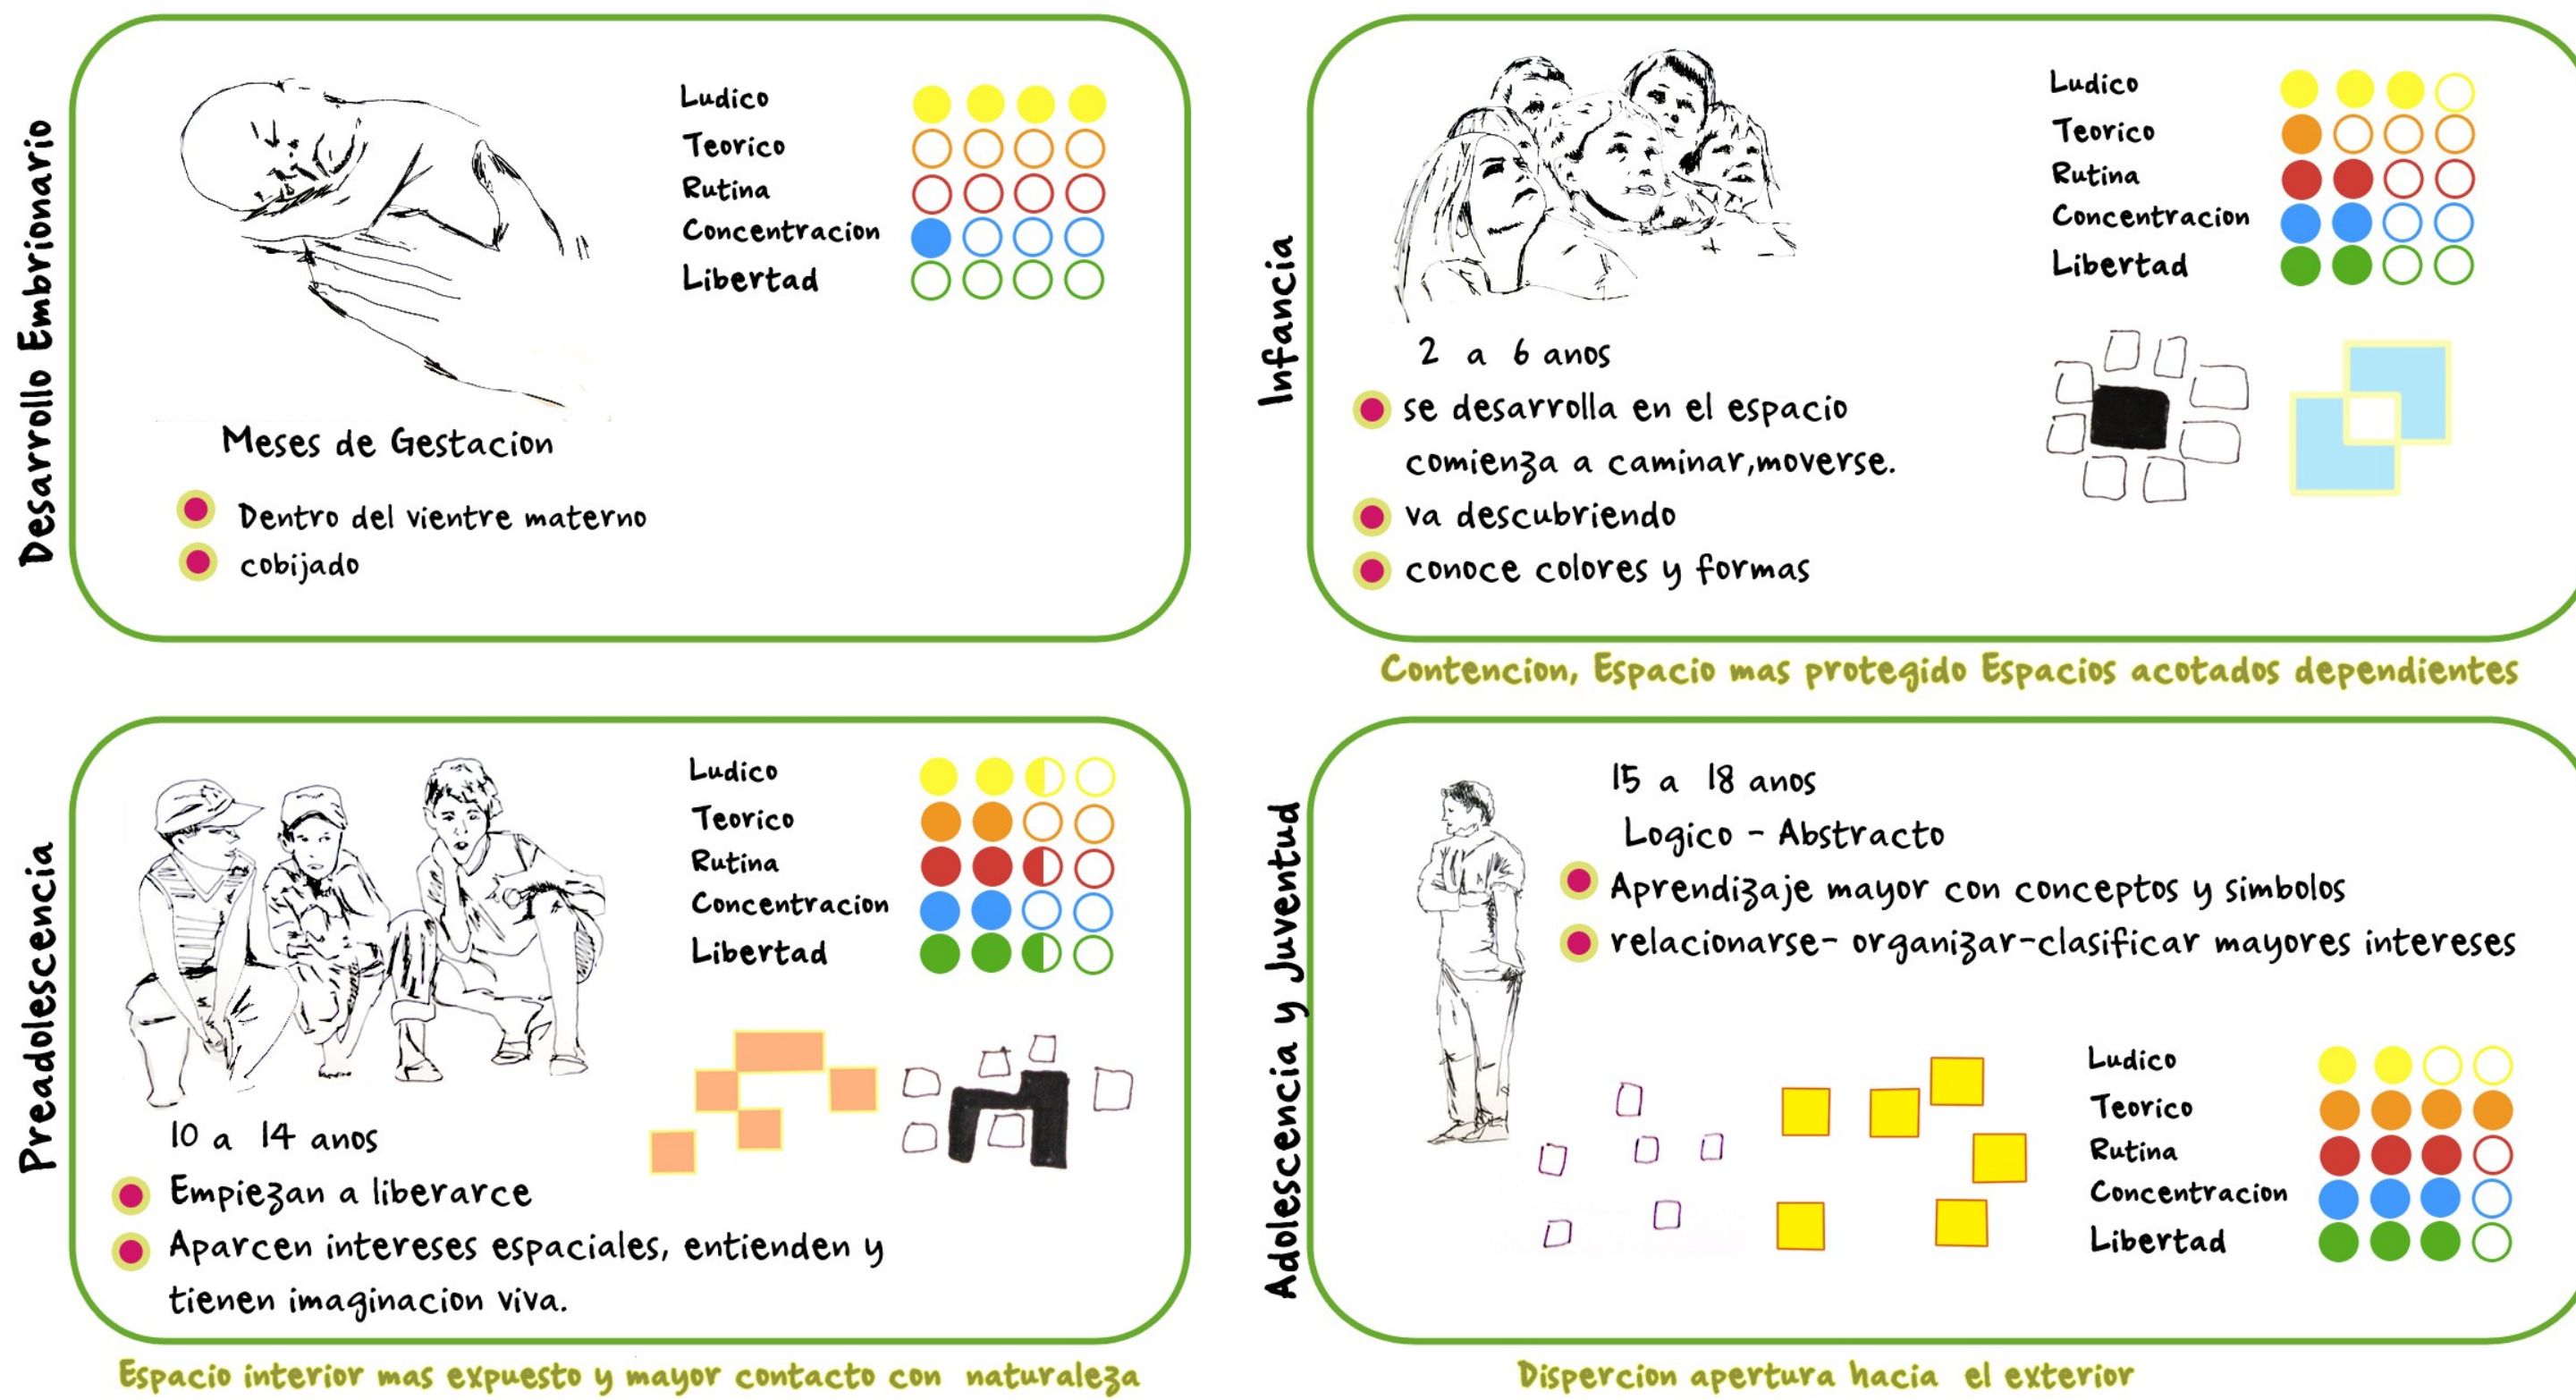 Desarrollo Embrionario
Ludico
Teorico
Rutina
Concentracion
Libertad
Meses de Gestacion
Dentro del vientre materno
cobijado
Infancia
Ludico
Teorico
Rutina
Concentracion
Libertad
2 a 6 anos
se desarrolla en el espacio
comienza a caminar,moverse.
va descubriendo
conoce colores y formas
Contencion, Espacio mas protegido Espacios acotados dependientes
Preadolescencia
Ludico
Teorico
Rutina
Concentracion
Libertad
10 a 14 anos
Empiezan a liberarce
Aparcen intereses espaciales, entienden y
tienen imaginacion viva.
Espacio interior mas expuesto y mayor contacto con naturaleza
Adolescencia y Juventud
15 a 18 anos
Logico - Abstracto
Aprendizaje mayor con conceptos y simbolos
relacionarse- organizar-clasificar mayores intereses
Ludico
Teorico
Rutina
Concentracion
Libertad
Dispercion apertura hacia el exterior